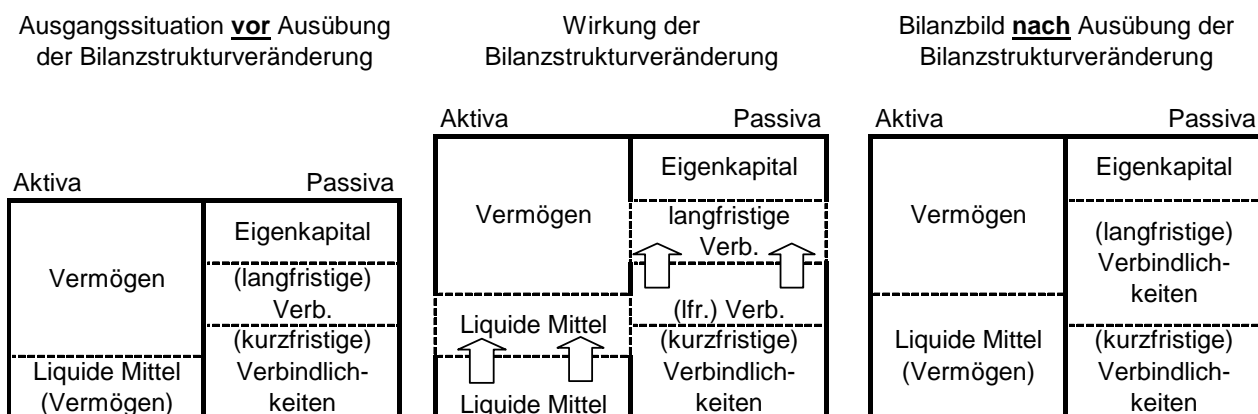 Ausgangssituation vor Ausübung
der Bilanzstrukturveränderung
Aktiva Passiva
Vermögen
Liquide Mittel
(Vermögen)
Eigenkapital
(langfristige)
Verb.
(kurzfristige)
Verbindlich-
keiten
Wirkung der
Bilanzstrukturveränderung
Aktiva Passiva
Vermögen
Liquide Mittel
Liquide Mittel
Eigenkapital
langfristige
Verb.
(lfr.) Verb.
(kurzfristige)
Verbindlich-
keiten
Bilanzbild nach Ausübung der
Bilanzstrukturveränderung
Aktiva Passiva
Vermögen
Liquide Mittel
(Vermögen)
Eigenkapital
(langfristige)
Verbindlich-
keiten
(kurzfristige)
Verbindlich-
keiten